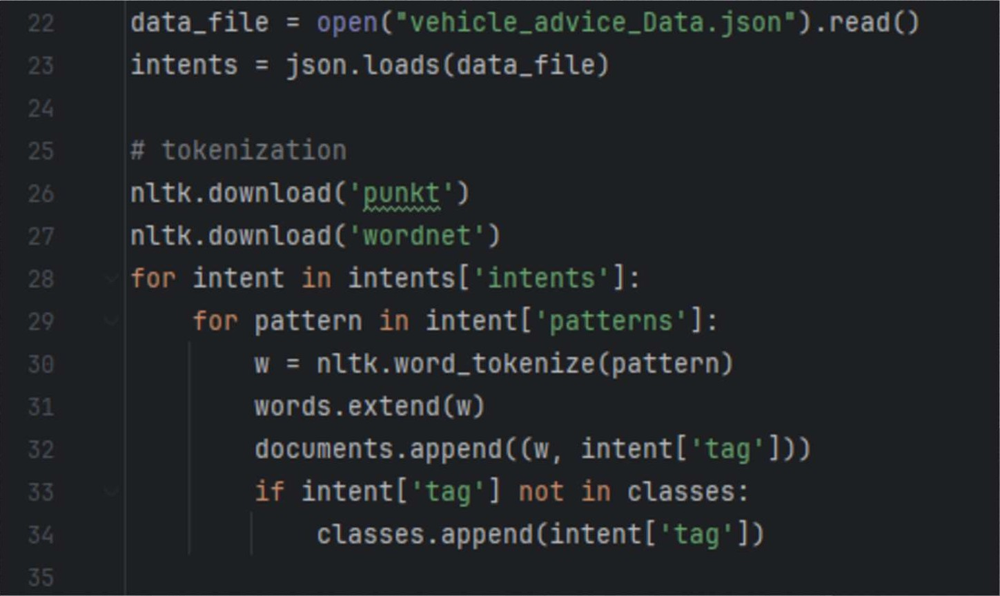 22 data_file = open("vehicle_advice_Data.json").read()
23 intents = json.loads(data_file)
24
25 # tokenization
26 nltk.download('punkt')
27 nltk.download('wordnet')
28 for intent in intents['intents']:
29     for pattern in intent['patterns']:
30         w = nltk.word_tokenize(pattern)
31         words.extend(w)
32         documents.append((w, intent['tag']))
33         if intent['tag'] not in classes:
34             classes.append(intent['tag'])
35